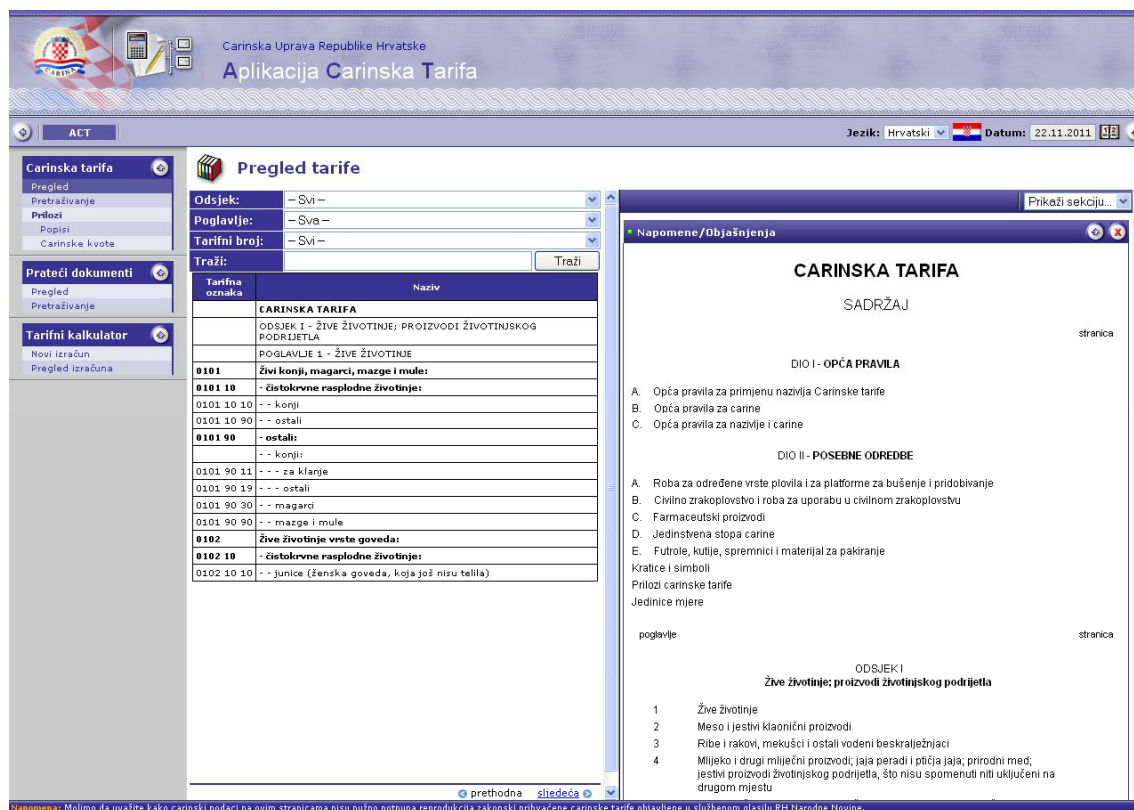 Carinska Uprava Republike Hrvatske
Aplikacija Carinska Tarifa
CARINA
ACT
Jezik: Hrvatski Datum: 22.11.2011
Carinska tarifa
Pregled
Pretraživanje
Prilozi
Popisi
Carinske kvote
Prateći dokumenti
Pregled
Pretraživanje
Tarifni kalkulator
Novi izračun
Pregled izračuna
Pregled tarife
Odsjek: – Svi –
Poglavlje: – Sva –
Tarifni broj: – Svi –
Traži: Traži
Tarifna oznaka Naziv
CARINSKA TARIFA
ODSJEK I - ŽIVE ŽIVOTINJE; PROIZVODI ŽIVOTINJSKOG
PODRIJETLA
POGLAVLJE 1 - ŽIVE ŽIVOTINJE
0101 Živi konji, magarci, mazge i mule:
0101 10 - čistokrvne rasplodne životinje:
0101 10 10 - - konji
0101 10 90 - - ostali
0101 90 - ostali:
- - konji:
0101 90 11 - - - za klanje
0101 90 19 - - - ostali
0101 90 30 - - magarci
0101 90 90 - - mazge i mule
0102 Žive životinje vrste goveda:
0102 10 - čistokrvne rasplodne životinje:
0102 10 10 - - junice (ženska goveda, koja još nisu telila)
prethodna sljedeća
Prikaži sekciju...
Napomene/Objašnjenja
CARINSKA TARIFA
SADRŽAJ
stranica
DIO I - OPĆA PRAVILA
A. Opća pravila za primjenu nazivlja Carinske tarife
B. Opća pravila za carine
C. Opća pravila za nazivlje i carine
DIO II - POSEBNE ODREDBE
A. Roba za određene vrste plovila i za platforme za bušenje i pridobivanje
B. Civilno zrakoplovstvo i roba za uporabu u civilnom zrakoplovstvu
C. Farmaceutski proizvodi
D. Jedinstvena stopa carine
E. Futrole, kutije, spremnici i materijal za pakiranje
Kratice i simboli
Prilozi carinske tarife
Jedinice mjere
poglavlje stranica
ODSJEK I
Žive životinje; proizvodi životinjskog podrijetla
1 Žive životinje
2 Meso i jestivi klaonični proizvodi
3 Ribe i rakovi, mekušci i ostali vodeni beskralježnjaci
4 Mlijeko i drugi mliječni proizvodi; jaja peradi i ptičja jaja; prirodni med;
jestivi proizvodi životinjskog podrijetla, što nisu spomenuti niti uključeni na
drugom mjestu
Napomena: Molimo da uvažite kako carinski podaci na ovim stranicama nisu nužno potpuna reprodukcija zakonski prihvaćene carinske tarife objavljene u službenom glasilu RH Narodne Novine.